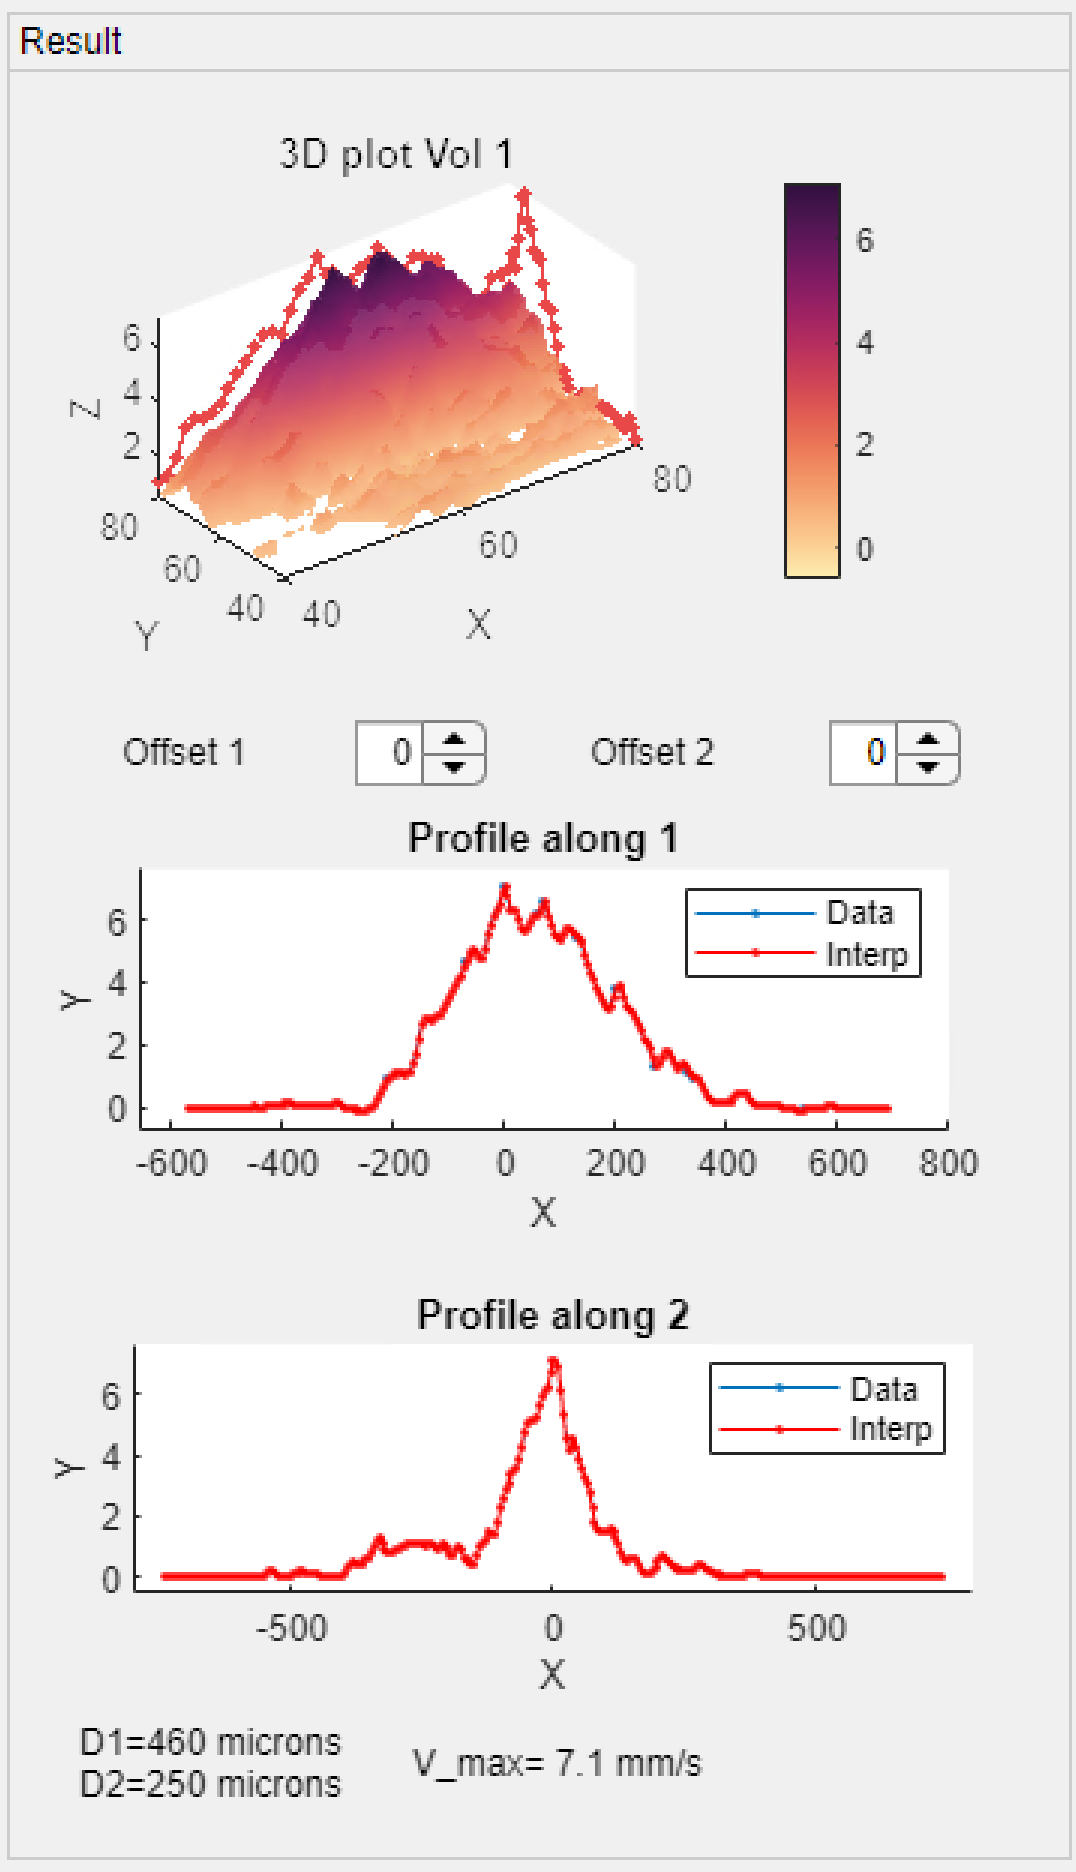 Result
3D plot Vol 1
6
4
2
Z
80
60
40
Y
40
60
80
X
6
4
2
0
Offset 1 0 Offset 2 0
Profile along 1
Data
Interp
6
4
2
0
Y
-600 -400 -200 0 200 400 600 800
X
Profile along 2
Data
Interp
6
4
2
0
Y
-500 0 500
X
D1=460 microns
D2=250 microns
V_max= 7.1 mm/s